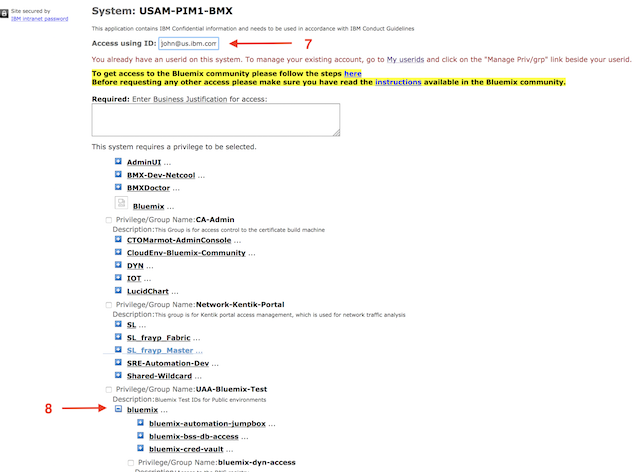 System: USAM-PIM1-BMX
Site secured by
IBM intranet password
This application contains IBM Confidential information and needs to be used in accordance with IBM Conduct Guidelines
Access using ID: john@us.ibm.com
7
You already have an userid on this system. To manage your existing account, go to My userids and click on the "Manage Priv/grp" link beside your userid.
To get access to the Bluemix community please follow the steps here
Before requesting any other access please make sure you have read the instructions available in the Bluemix community.
Required: Enter Business Justification for access:
This system requires a privilege to be selected.
AdminUI ...
BMX-Dev-Netcool ...
BMXDoctor ...
Bluemix ...
Privilege/Group Name:CA-Admin
Description:This Group is for access control to the certificate build machine
CTOMarmot-AdminConsole ...
CloudEnv-Bluemix-Community ...
DYN ...
IOT ...
LucidChart ...
Privilege/Group Name:Network-Kentik-Portal
Description:This group is for Kentik portal access management, which is used for network traffic analysis
SL ...
SL_frayp_Fabric ...
SL_frayp_Master ...
SRE-Automation-Dev ...
Shared-Wildcard ...
Privilege/Group Name:UAA-Bluemix-Test
Description:Bluemix Test IDs for Public environments
8
bluemix ...
bluemix-automation-jumpbox ...
bluemix-bss-db-access ...
bluemix-cred-vault ...
Privilege/Group Name:bluemix-dyn-access